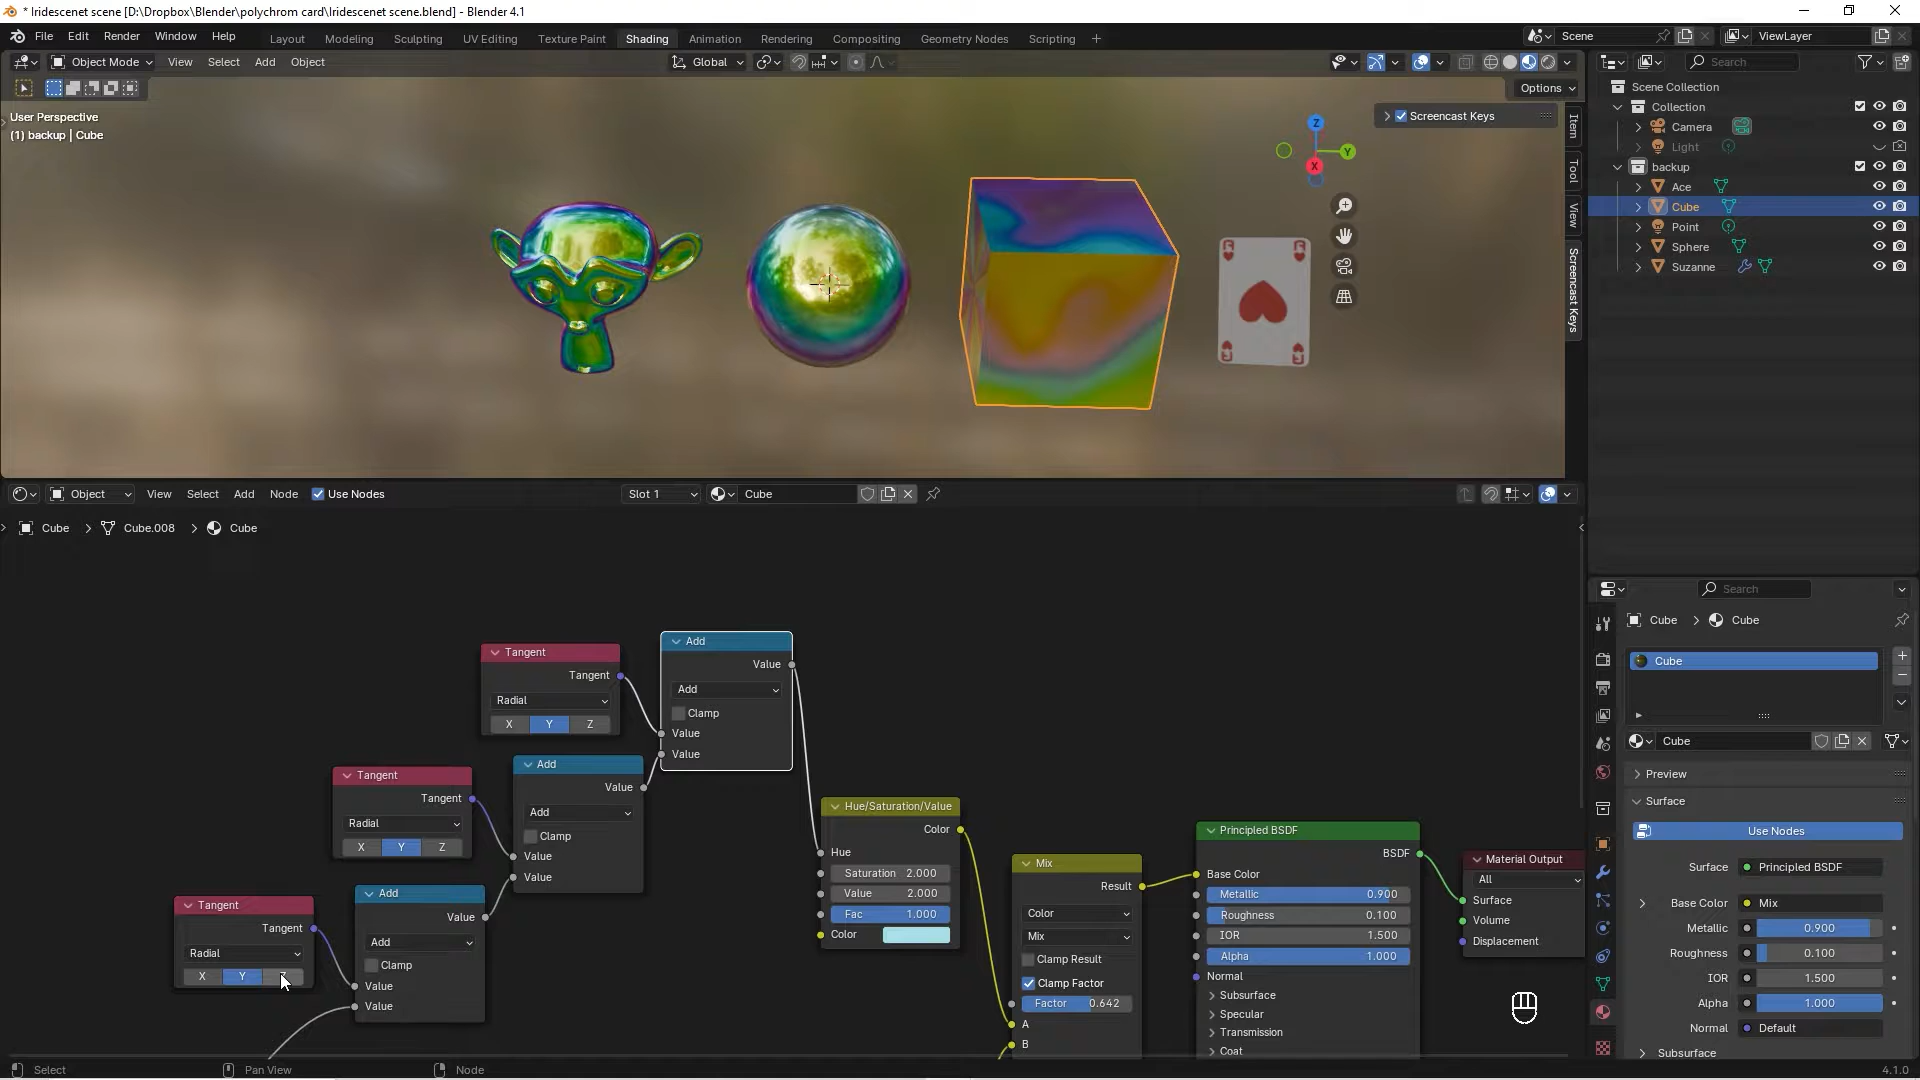 * Iridescenet scene [D:\Dropbox\Blender\polychrom card\Iridescenet scene.blend] - Blender 4.1
File Edit Render Window Help
Layout Modeling Sculpting UV Editing Texture Paint Shading Animation Rendering Compositing Geometry Nodes Scripting +
Scene ViewLayer
Object Mode View Select Add Object Global
Search
Options
User Perspective
(1) backup | Cube
Screencast Keys
Z
Y
X
Item
Tool
View
Screencast Keys
Scene Collection
Collection
Camera
Light
backup
Ace
Cube
Point
Sphere
Suzanne
Object View Select Add Node Use Nodes Slot 1 Cube
Cube > Cube.008 > Cube
Tangent
Tangent
Radial
X Y Z
Add
Value
Add
Clamp
Value
Value
Tangent
Tangent
Radial
X Y Z
Add
Value
Add
Clamp
Value
Value
Tangent
Tangent
Radial
X Y
Add
Value
Add
Clamp
Value
Value
Hue/Saturation/Value
Color
Hue
Saturation 2.000
Value 2.000
Fac 1.000
Color
Mix
Result
Color
Mix
Clamp Result
Clamp Factor
Factor 0.642
A
B
Principled BSDF
BSDF
Base Color
Metallic 0.900
Roughness 0.100
IOR 1.500
Alpha 1.000
Normal
Subsurface
Specular
Transmission
Coat
Material Output
All
Surface
Volume
Displacement
Search
Cube > Cube
Cube
Cube
Preview
Surface
Use Nodes
Surface Principled BSDF
Base Color Mix
Metallic 0.900
Roughness 0.100
IOR 1.500
Alpha 1.000
Normal Default
Subsurface
Select Pan View Node 4.1.0